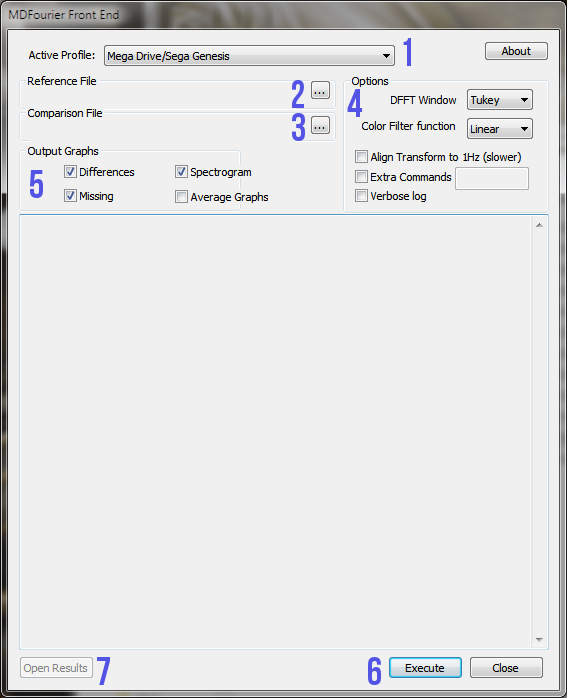 MDFourier Front End
Active Profile: Mega Drive/Sega Genesis 1 About
Reference File
2 ...
Comparison File
3 ...
Options
4 DFFT Window Tukey
Color Filter function Linear
Align Transform to 1Hz (slower)
Extra Commands
Verbose log
Output Graphs
5 Differences Spectrogram
Missing Average Graphs
Open Results 7 6 Execute Close